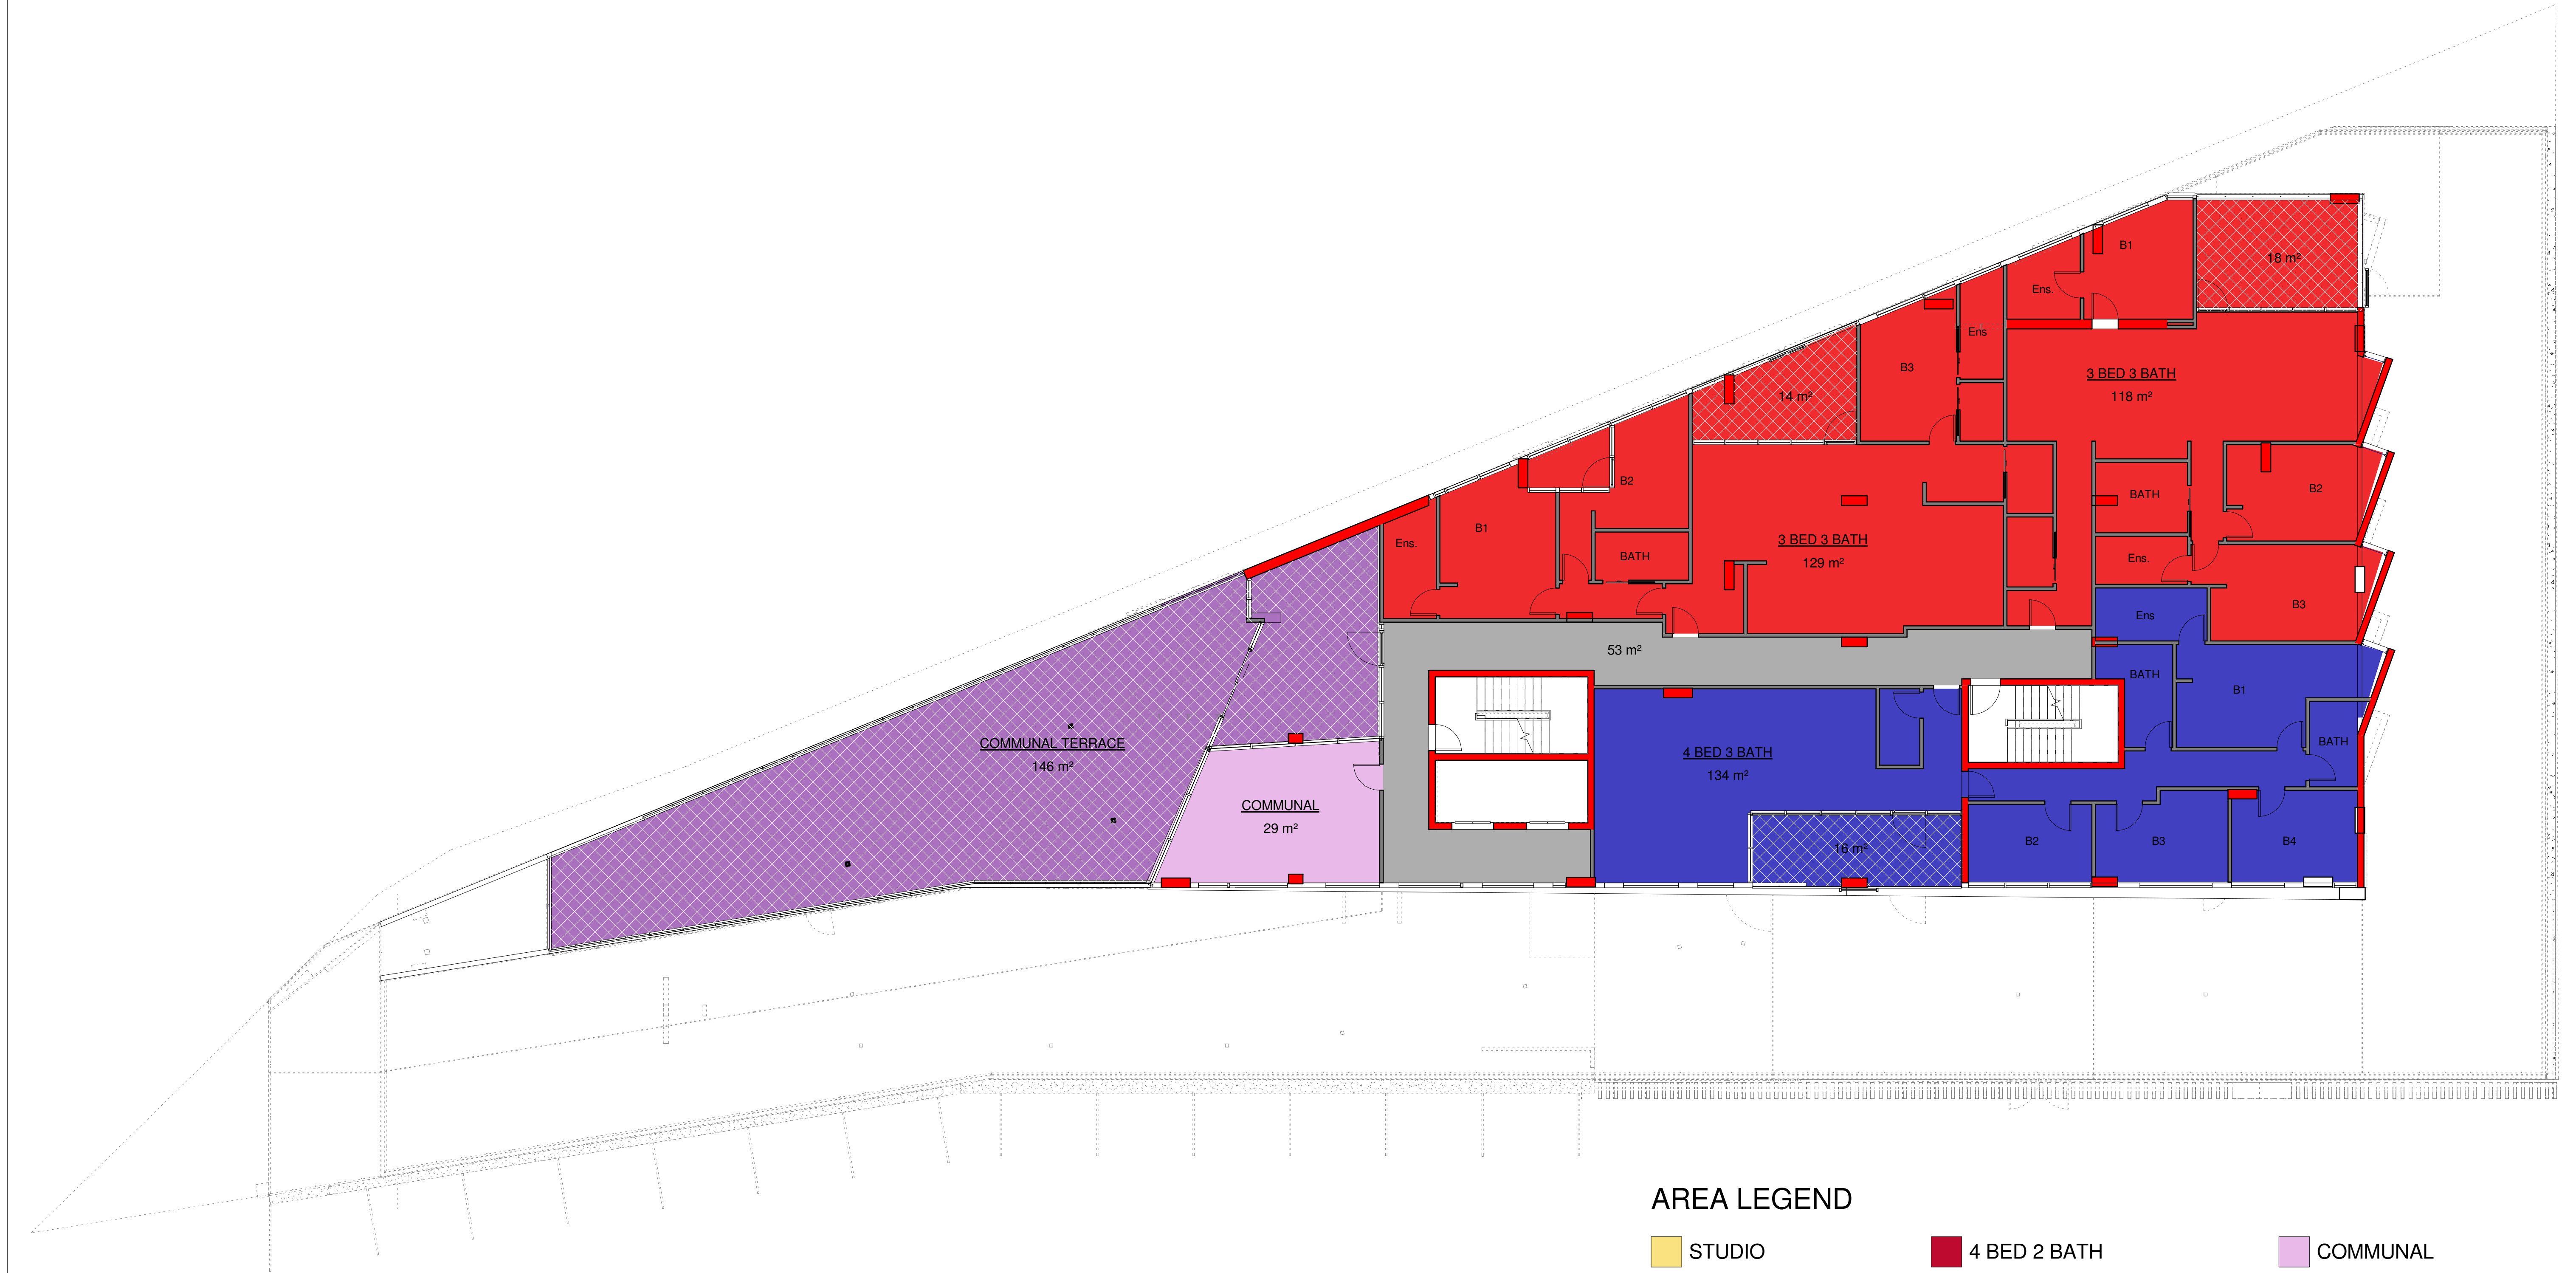 B1
18 m²
Ens.
Ens
B3
3 BED 3 BATH
118 m²
14 m²
B2
BATH
B2
B1
Ens.
BATH
3 BED 3 BATH
129 m²
Ens.
B3
Ens
53 m²
BATH
B1
BATH
COMMUNAL TERRACE
146 m²
4 BED 3 BATH
134 m²
COMMUNAL
29 m²
16 m²
B2
B3
B4
AREA LEGEND
STUDIO
4 BED 2 BATH
COMMUNAL